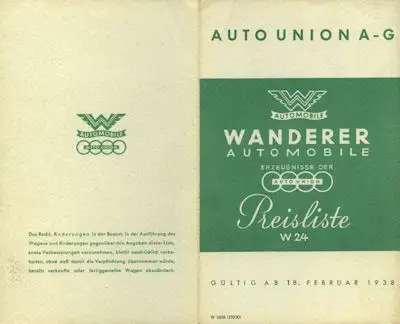 AUTOMOBILE
AUTO UNION
Das Recht, Änderungen in der Bauart, in der Ausführung des
Wagens und Änderungen gegenüber den Angaben dieser Liste,
sowie Verbesserungen vorzunehmen, bleibt ausdrücklich vorbe-
halten, ohne daß damit die Verpflichtung übernommen würde,
bereits verkaufte oder fertiggestellte Wagen abzuändern.
AUTO UNION A-G
AUTOMOBILE
WANDERER
AUTOMOBILE
ERZEUGNISSE DER
AUTO UNION
Preisliste
W 24
GÜLTIG AB 18. FEBRUAR 1938